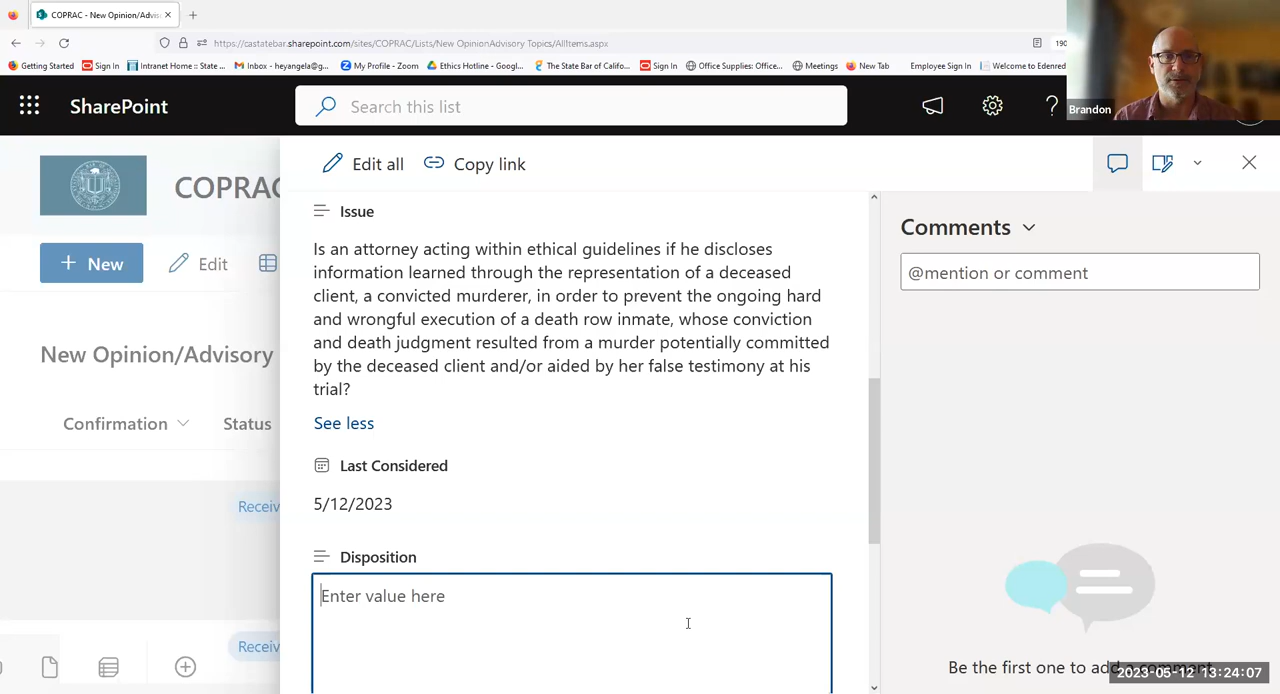 COPRAC - New Opinion/Advis
https://castatebar.sharepoint.com/sites/COPRAC/Lists/New OpinionAdvisory Topics/AllItems.aspx
190
Getting Started
Sign In
Intranet Home :: State ...
Inbox - heyangela@g...
My Profile - Zoom
Ethics Hotline - Googl...
The State Bar of Califo...
Sign In
Office Supplies: Office...
Meetings
New Tab
Employee Sign In
Welcome to Edenred
Brandon
SharePoint
Search this list
?
COPRAC
Edit all
Copy link
New
Edit
New Opinion/Advisory
Confirmation
Status
Receiv
Receiv
Issue
Is an attorney acting within ethical guidelines if he discloses
information learned through the representation of a deceased
client, a convicted murderer, in order to prevent the ongoing hard
and wrongful execution of a death row inmate, whose conviction
and death judgment resulted from a murder potentially committed
by the deceased client and/or aided by her false testimony at his
trial?
See less
Last Considered
5/12/2023
Disposition
Enter value here
Comments
@mention or comment
Be the first one to add a comment
2023-05-12 13:24:07